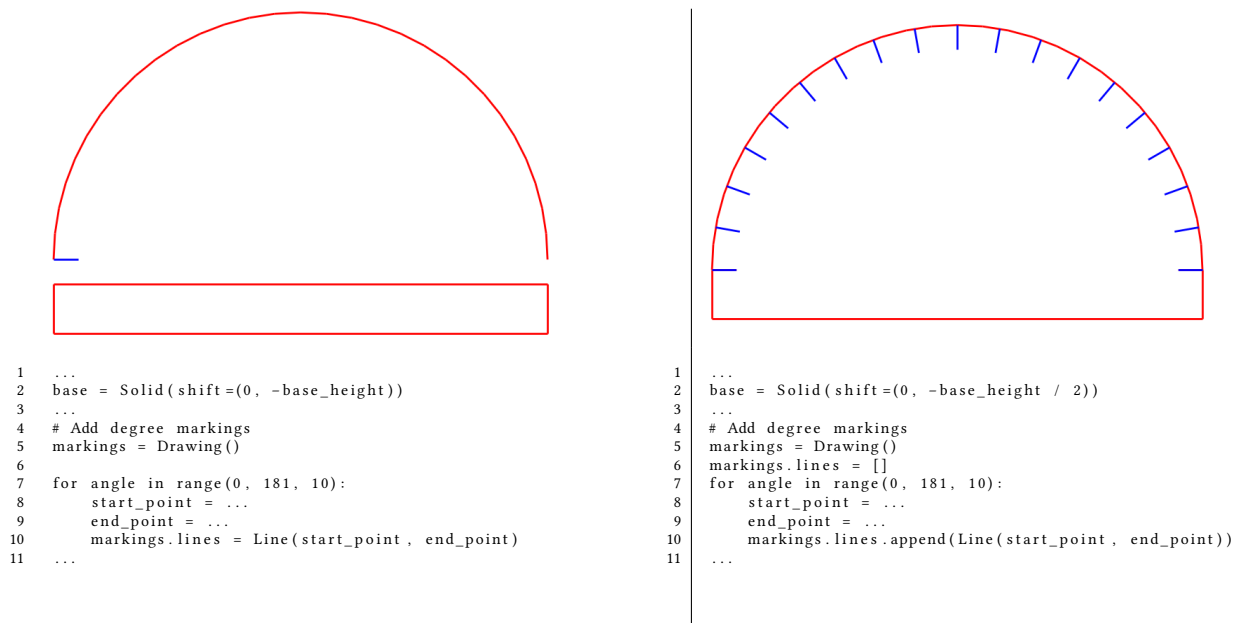 1 ...
2 base = Solid(shift=(0, −base_height))
3 ...
4 # Add degree markings
5 markings = Drawing()
6
7 for angle in range(0, 181, 10):
8     start_point = ...
9     end_point = ...
10     markings.lines = Line(start_point, end_point)
11 ...
1 ...
2 base = Solid(shift=(0, −base_height / 2))
3 ...
4 # Add degree markings
5 markings = Drawing()
6 markings.lines = []
7 for angle in range(0, 181, 10):
8     start_point = ...
9     end_point = ...
10     markings.lines.append(Line(start_point, end_point))
11 ...